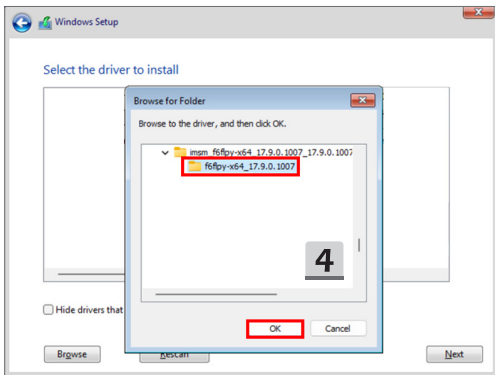 Windows Setup
Select the driver to install
Browse for Folder
Browse to the driver, and then click OK.
imsm_f6flpy-x64_17.9.0.1007_17.9.0.1007
f6flpy-x64_17.9.0.1007
4
Hide drivers that
OK
Cancel
Browse
Rescan
Next